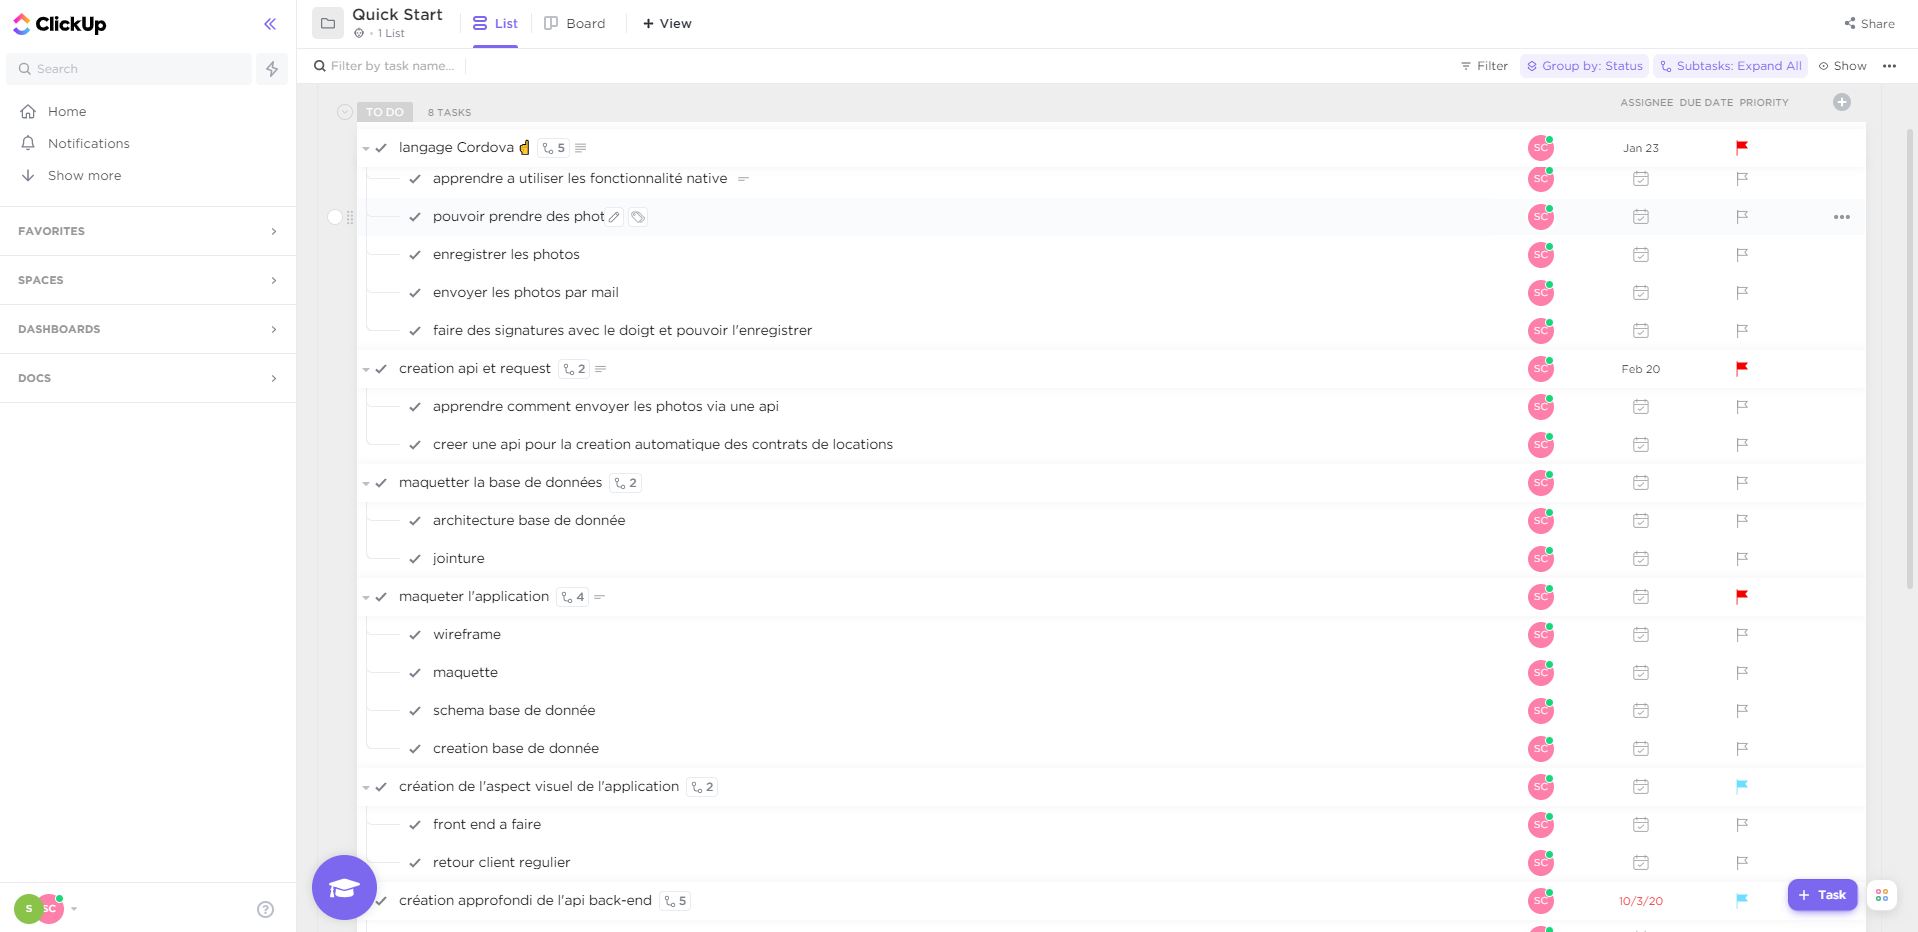 ClickUp
Search
Home
Notifications
Show more
FAVORITES
SPACES
DASHBOARDS
DOCS
S
SC
Quick Start
1 List
List
Board
+ View
Share
Filter by task name...
Filter
Group by: Status
Subtasks: Expand All
Show
TO DO
8 TASKS
ASSIGNEE DUE DATE PRIORITY
langage Cordova 5 SC Jan 23
apprendre a utiliser les fonctionnalité native SC
pouvoir prendre des phot SC
enregistrer les photos SC
envoyer les photos par mail SC
faire des signatures avec le doigt et pouvoir l'enregistrer SC
creation api et request 2 SC Feb 20
apprendre comment envoyer les photos via une api SC
creer une api pour la creation automatique des contrats de locations SC
maquetter la base de données 2 SC
architecture base de donnée SC
jointure SC
maqueter l'application 4 SC
wireframe SC
maquette SC
schema base de donnée SC
creation base de donnée SC
création de l'aspect visuel de l'application 2 SC
front end a faire SC
retour client regulier SC
création approfondi de l'api back-end 5 SC 10/3/20
+ Task